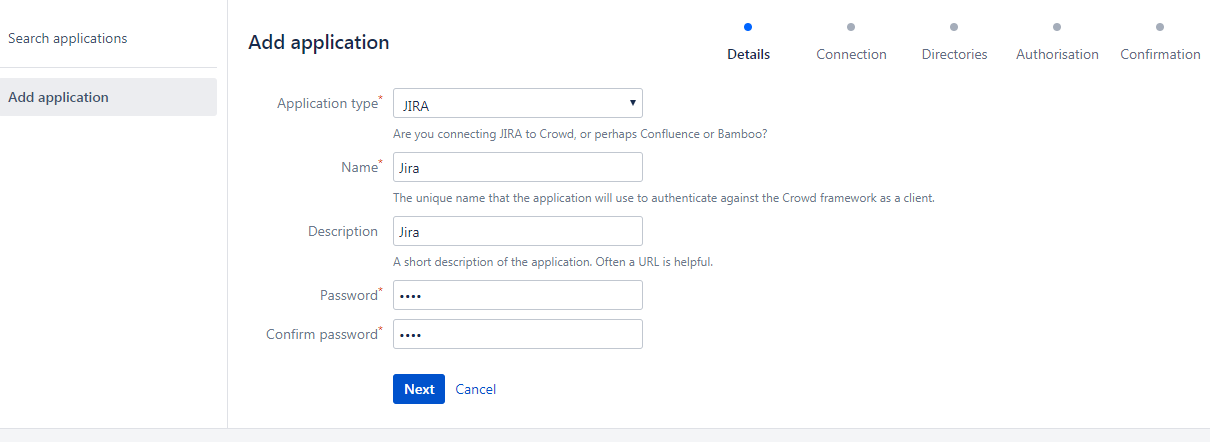 Search applications
Add application
Add application
Details
Connection
Directories
Authorisation
Confirmation
Application type*
JIRA
Are you connecting JIRA to Crowd, or perhaps Confluence or Bamboo?
Name*
Jira
The unique name that the application will use to authenticate against the Crowd framework as a client.
Description
Jira
A short description of the application. Often a URL is helpful.
Password*
••••
Confirm password*
••••
Next
Cancel